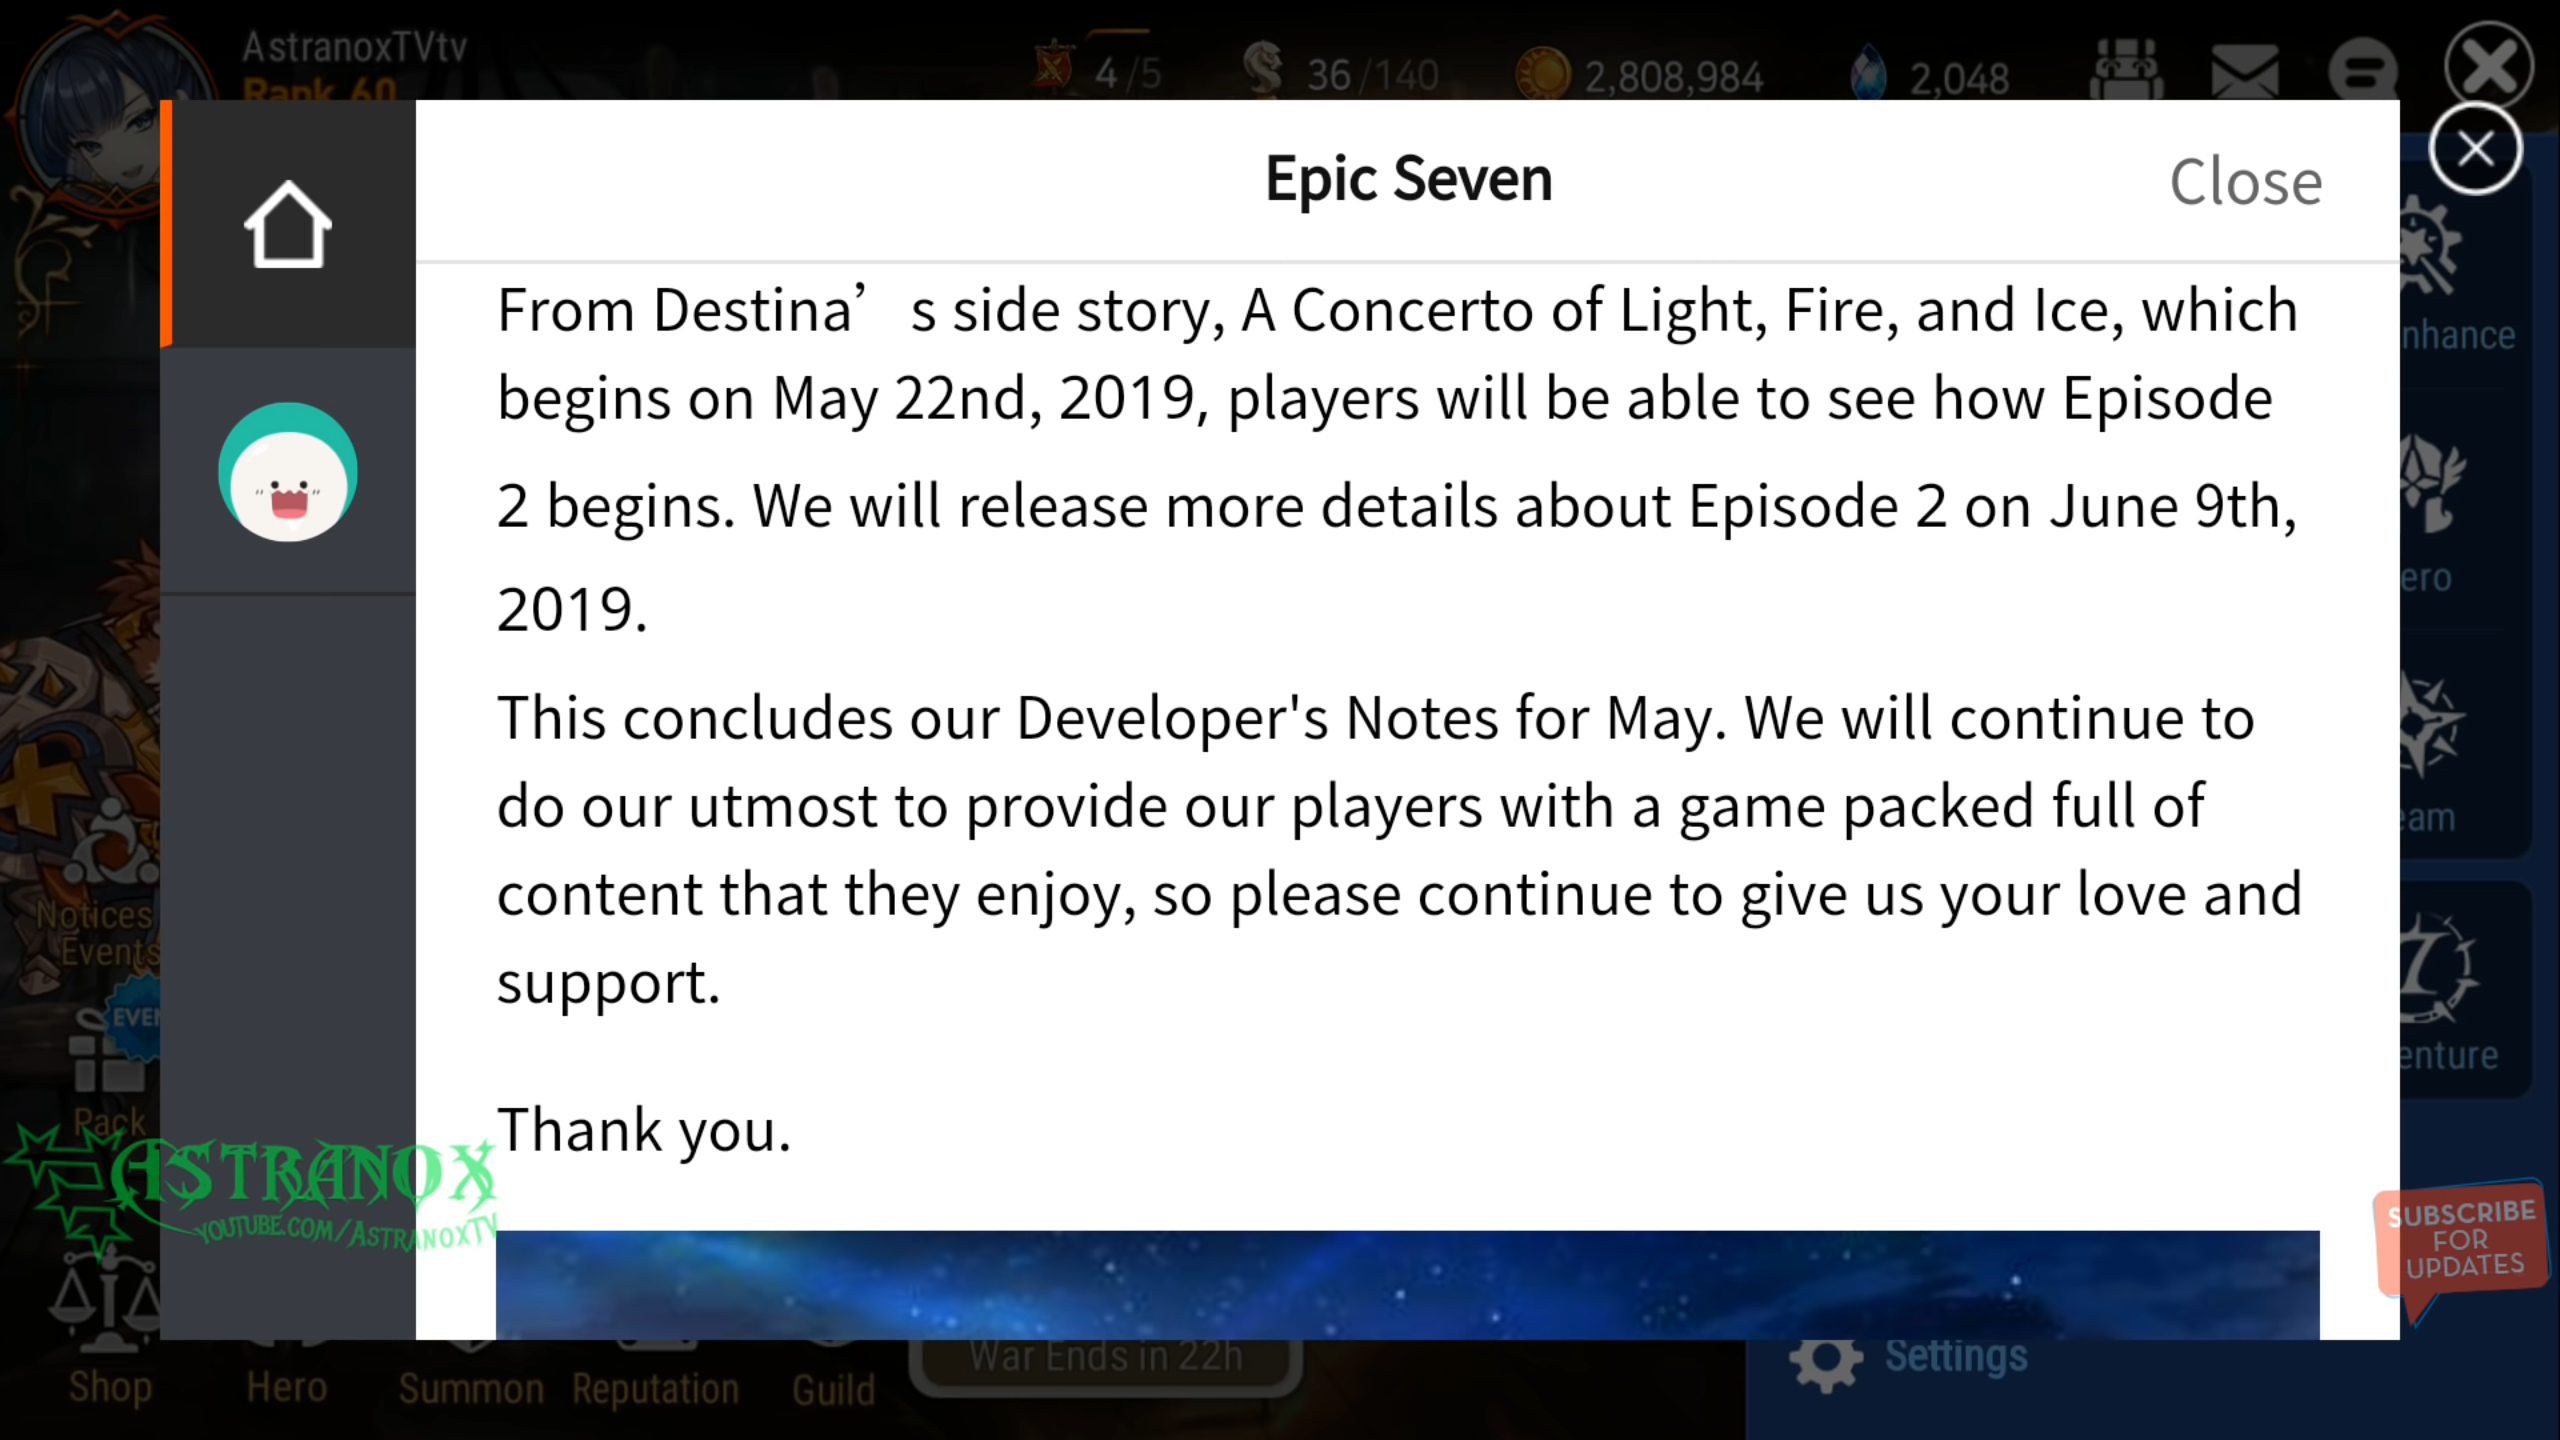 AstranoxTVtv
Rank 60
4/5
36/140
2,808,984
2,048
Epic Seven
Close
From Destina’s side story, A Concerto of Light, Fire, and Ice, which
begins on May 22nd, 2019, players will be able to see how Episode
2 begins. We will release more details about Episode 2 on June 9th,
2019.
This concludes our Developer's Notes for May. We will continue to
do our utmost to provide our players with a game packed full of
content that they enjoy, so please continue to give us your love and
support.
Thank you.
nhance
ero
eam
enture
Notices
Events
EVEN
Pack
ASTRANOX
YOUTUBE.COM/ASTRANOXTV
SUBSCRIBE
FOR
UPDATES
Shop
Hero
Summon
Reputation
Guild
War Ends in 22h
Settings